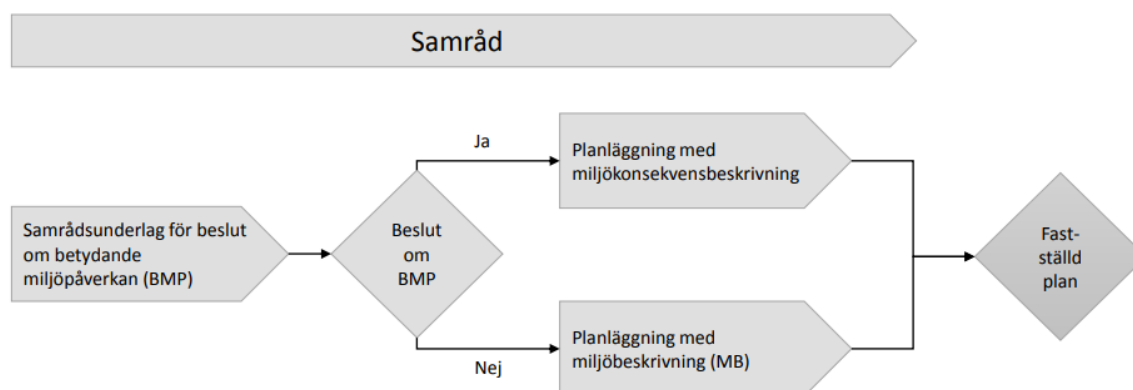 Samråd
Ja
Planläggning med
miljökonsekvensbeskrivning
Samrådsunderlag för beslut
om betydande
miljöpåverkan (BMP)
Beslut
om
BMP
Fast-
ställd
plan
Planläggning med
miljöbeskrivning (MB)
Nej